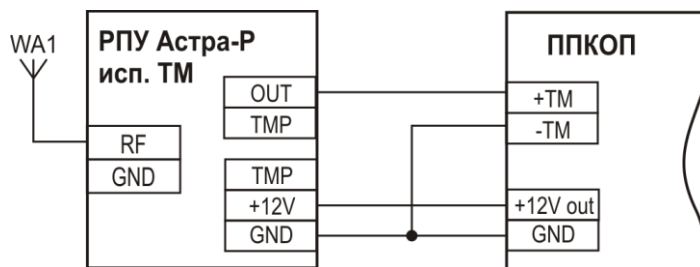 WA1
РПУ Астра-Р
исп. ТМ
OUT
TMP
RF
GND
TMP
+12V
GND
ППКОП
+TM
-TM
+12V out
GND